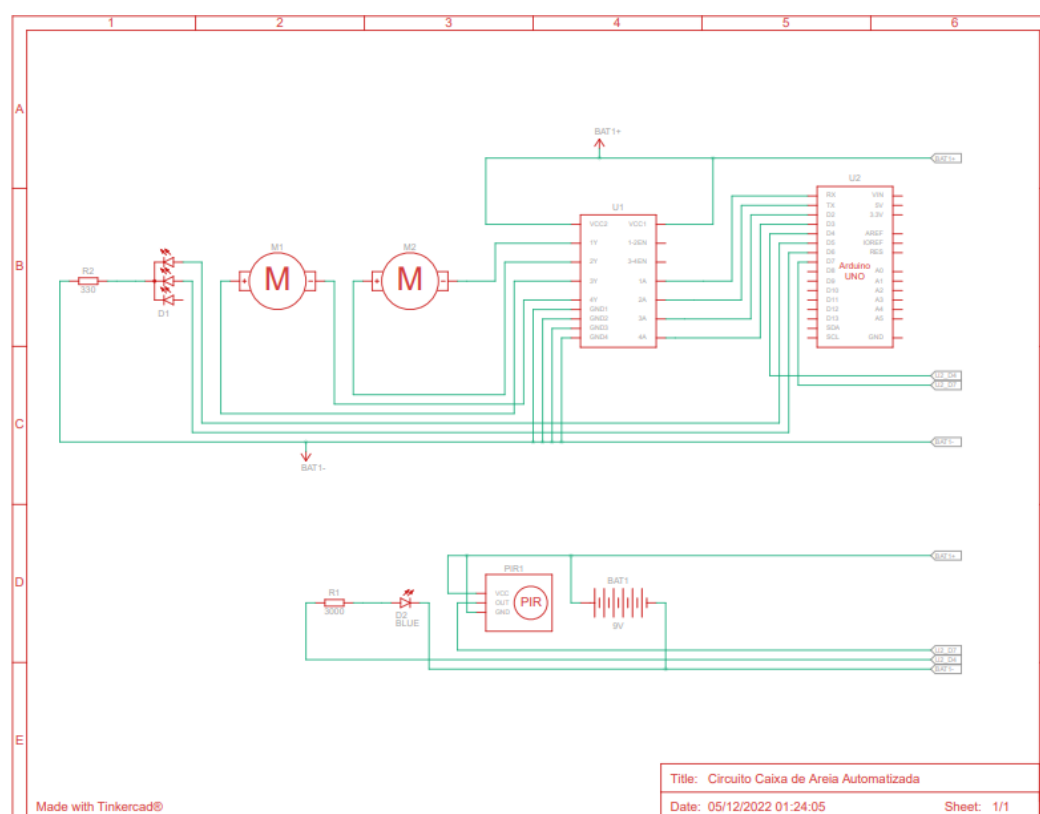 1 2 3 4 5 6
A
BAT1+
BAT1+
U2
RX VIN
TX 5V
D2 3.3V
D3
D4 AREF
D5 IOREF
D6 RES
D7
D8 A0
D9 A1
D10 A2
D11 A3
D12 A4
D13 A5
SDA
SCL GND
Arduino
UNO
U1
VCC2 VCC1
1Y 1-2EN
2Y 3-4EN
3Y 1A
4Y 2A
GND1
GND2 3A
GND3
GND4 4A
B
R2
330
D1
M1
M
+ -
M2
M
+ -
U2_D4
U2_D7
C
BAT1-
BAT1-
BAT1+
D
R1
3000
D2
BLUE
PIR1
VCC
OUT
GND
PIR
BAT1
9V
U2_D7
U2_D4
BAT1-
E
Title: Circuito Caixa de Areia Automatizada
Made with Tinkercad®
Date: 05/12/2022 01:24:05 Sheet: 1/1